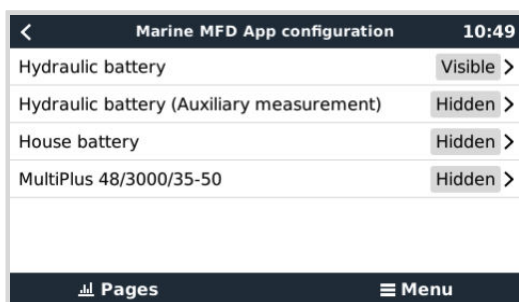 Marine MFD App configuration 10:49
Hydraulic battery Visible
Hydraulic battery (Auxiliary measurement) Hidden
House battery Hidden
MultiPlus 48/3000/35-50 Hidden
Pages Menu